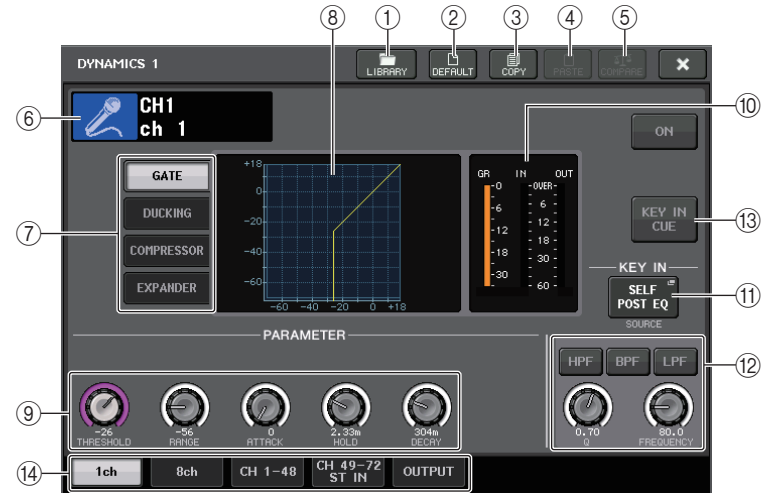 ⑧ ① ② ③ ④ ⑤
DYNAMICS 1
LIBRARY
DEFAULT
COPY
PASTE
COMPARE
⑥
CH1
ch 1
⑩
ON
⑦
GATE
DUCKING
COMPRESSOR
EXPANDER
+18
0
-20
-40
-60
-60 -40 -20 0 +18
GR IN OUT
0
-6
-12
-18
-30
OVER
6
12
18
30
60
KEY IN
CUE
⑬
KEY IN
SELF
POST EQ
⑪
SOURCE
PARAMETER
HPF BPF LPF
⑫
⑨
-26
THRESHOLD
-56
RANGE
0
ATTACK
2.33m
HOLD
304m
DECAY
0.70
Q
80.0
FREQUENCY
⑭
1ch
8ch
CH 1-48
CH 49-72
ST IN
OUTPUT